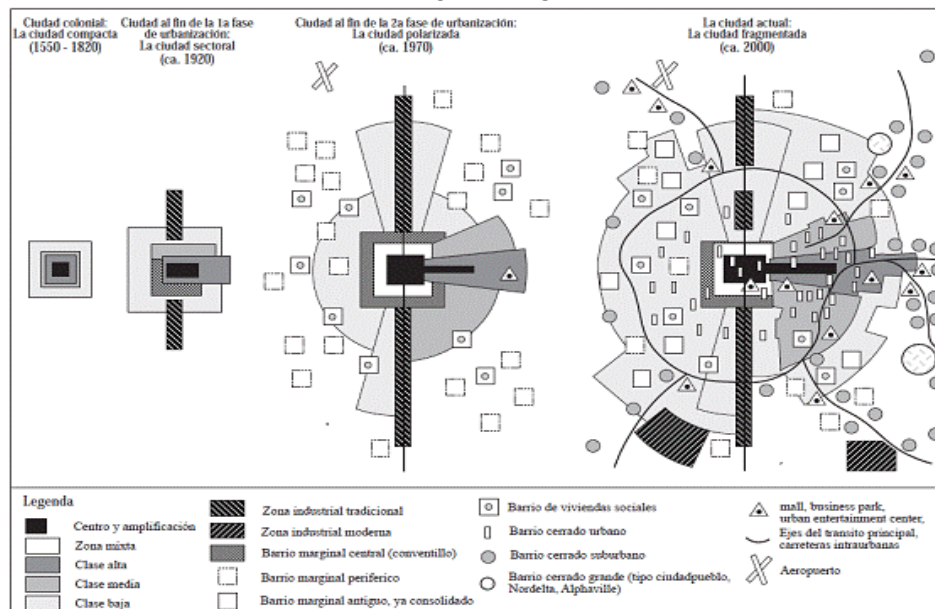 Ciudad colonial:
La ciudad compacta
(1550 - 1820)
Ciudad al fin de la 1a fase
de urbanización:
La ciudad sectoral
(ca. 1920)
Ciudad al fin de la 2a fase de urbanización:
La ciudad polarizada
(ca. 1970)
La ciudad actual:
La ciudad fragmentada
(ca. 2000)
Legenda
Centro y amplificación
Zona mixta
Clase alta
Clase media
Clase baja
Zona industrial tradicional
Zona industrial moderna
Barrio marginal central (conventillo)
Barrio marginal periferico
Barrio marginal antiguo, ya consolidado
Barrio de viviendas sociales
Barrio cerrado urbano
Barrio cerrado suburbano
Barrio cerrado grande (tipo ciudadpueblo,
Nordelta, Alphaville)
mall, business park,
urban entertainment center,
Ejes del transito principal,
carreteras intraurbanas
Aeropuerto